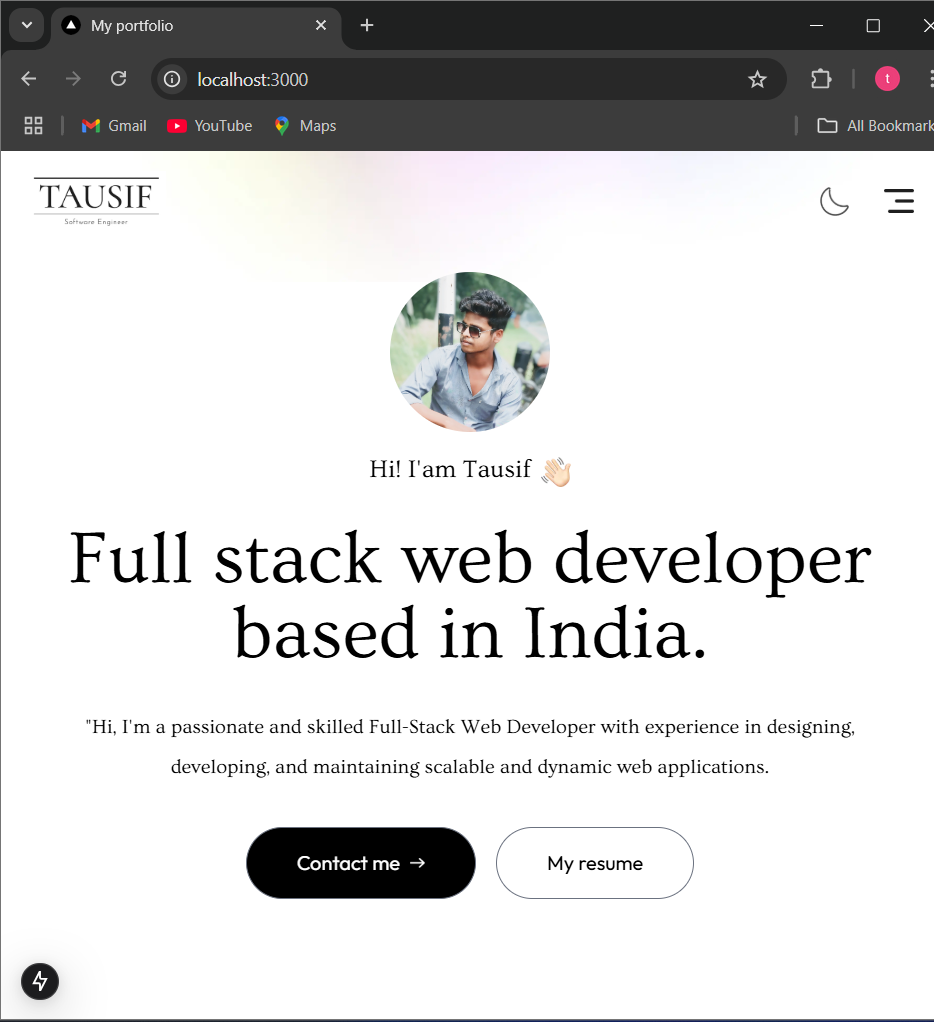 My portfolio
localhost:3000
t
Gmail
YouTube
Maps
All Bookmark
TAUSIF
Software Engineer
Hi! I'am Tausif 👋🏻
Full stack web developer
based in India.
"Hi, I'm a passionate and skilled Full-Stack Web Developer with experience in designing,
developing, and maintaining scalable and dynamic web applications.
Contact me →
My resume